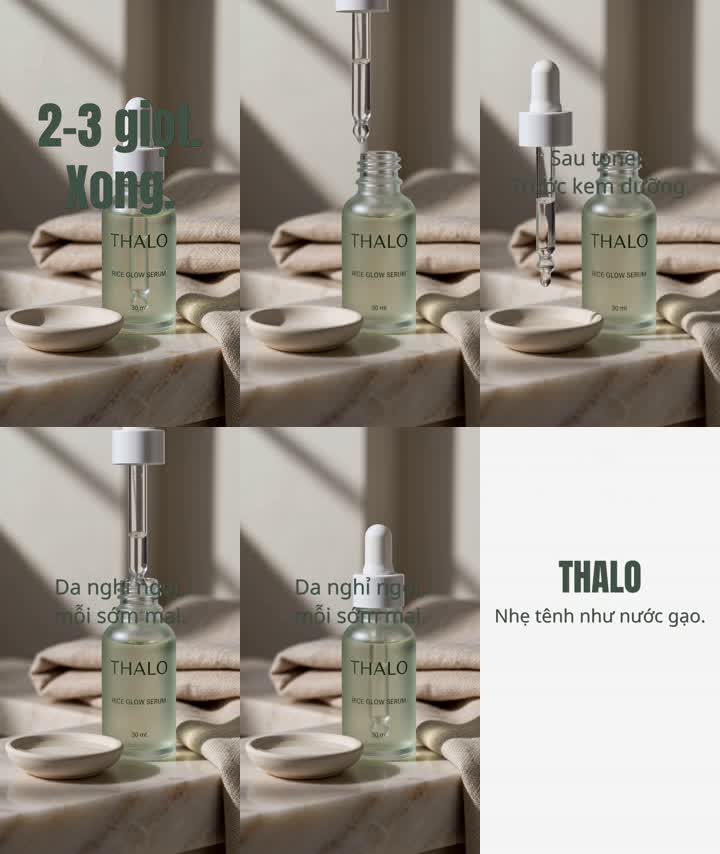 2-3 giọt.
Xong.
THALO
RICE GLOW SERUM
30 ml
THALO
RICE GLOW SERUM
30 ml
Sau toner.
Trước kem dưỡng.
THALO
RICE GLOW SERUM
30 ml
Da nghỉ
mỗi sớm mai.
THALO
RICE GLOW SERUM
30 ml
Da nghỉ
mỗi sớm mai.
THALO
RICE GLOW SERUM
30 ml
THALO
Nhẹ tênh như nước gạo.